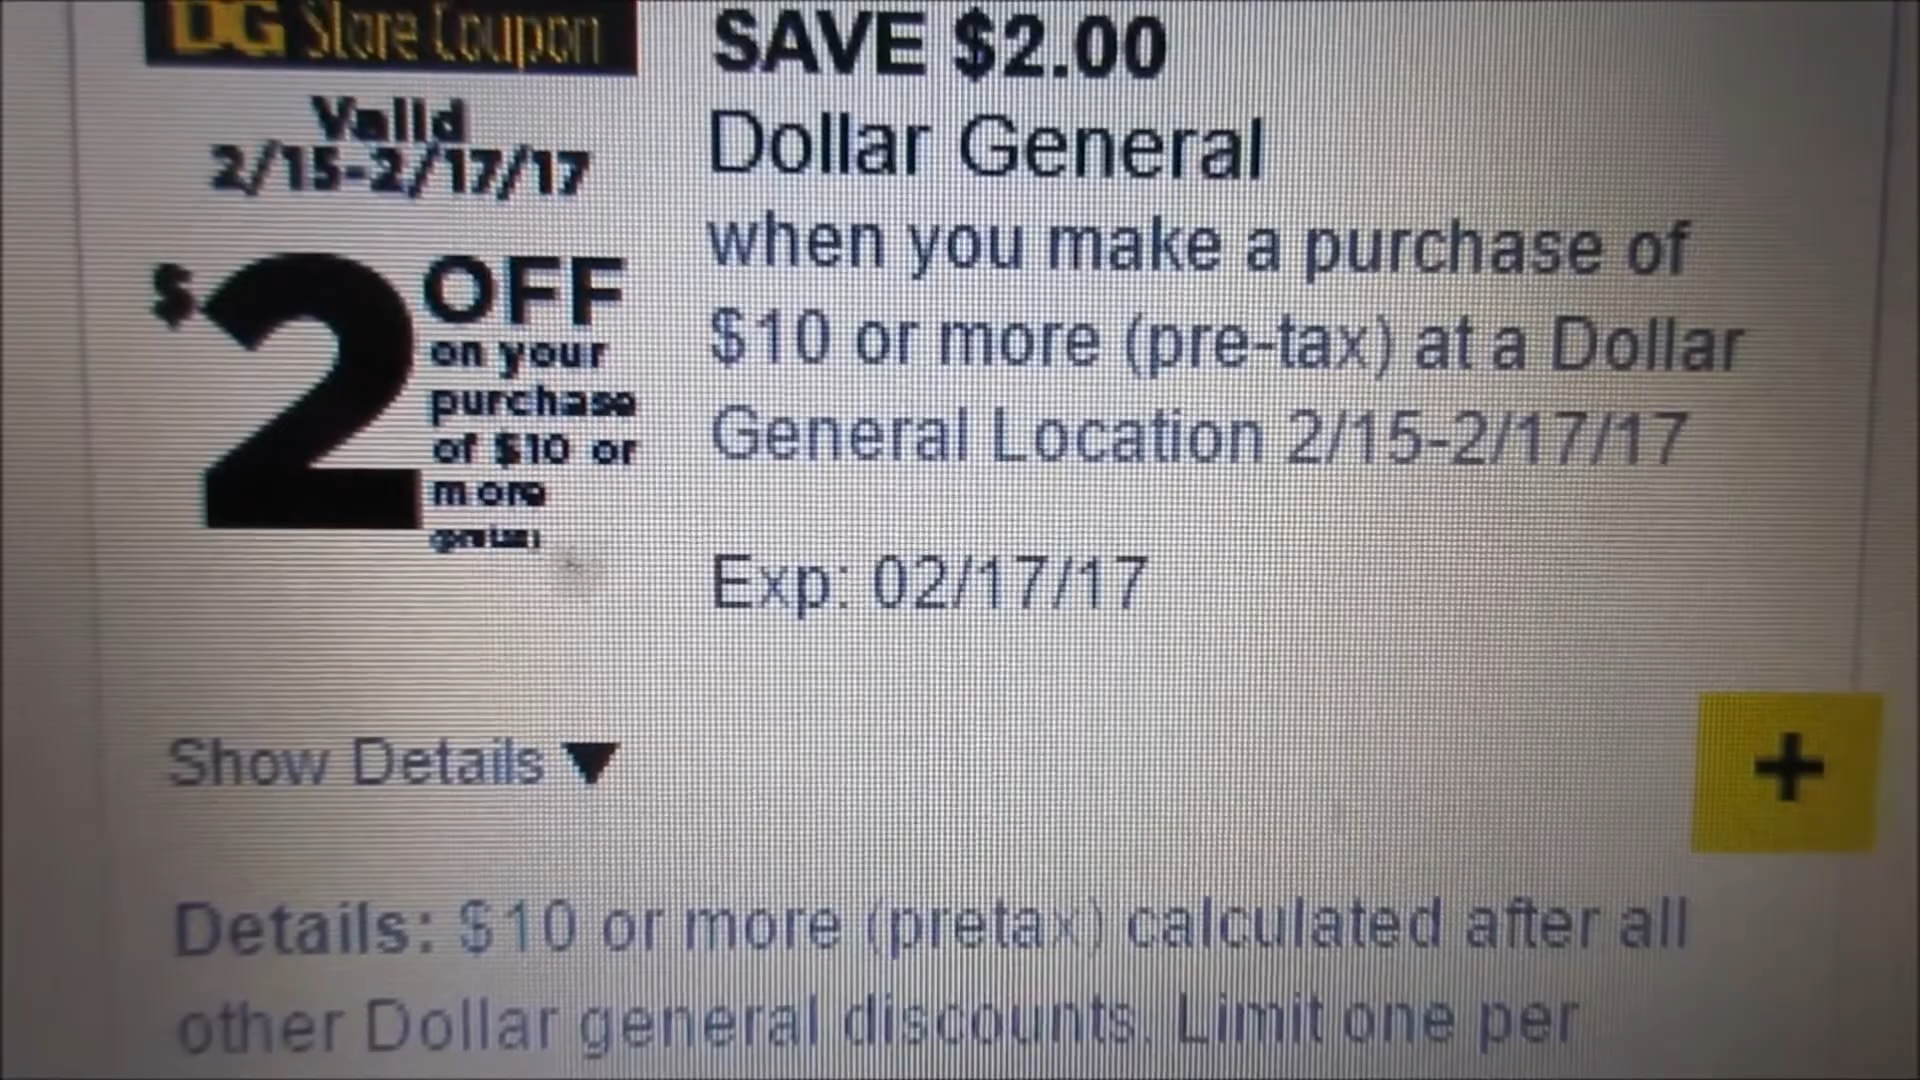 DG Store Coupon
Valid
2/15-2/17/17
$2 OFF
on your
purchase
of $10 or
more
(pretax)
SAVE $2.00
Dollar General
when you make a purchase of
$10 or more (pre-tax) at a Dollar
General Location 2/15-2/17/17
Exp: 02/17/17
Show Details ▼
+
Details: $10 or more (pretax) calculated after all
other Dollar general discounts. Limit one per